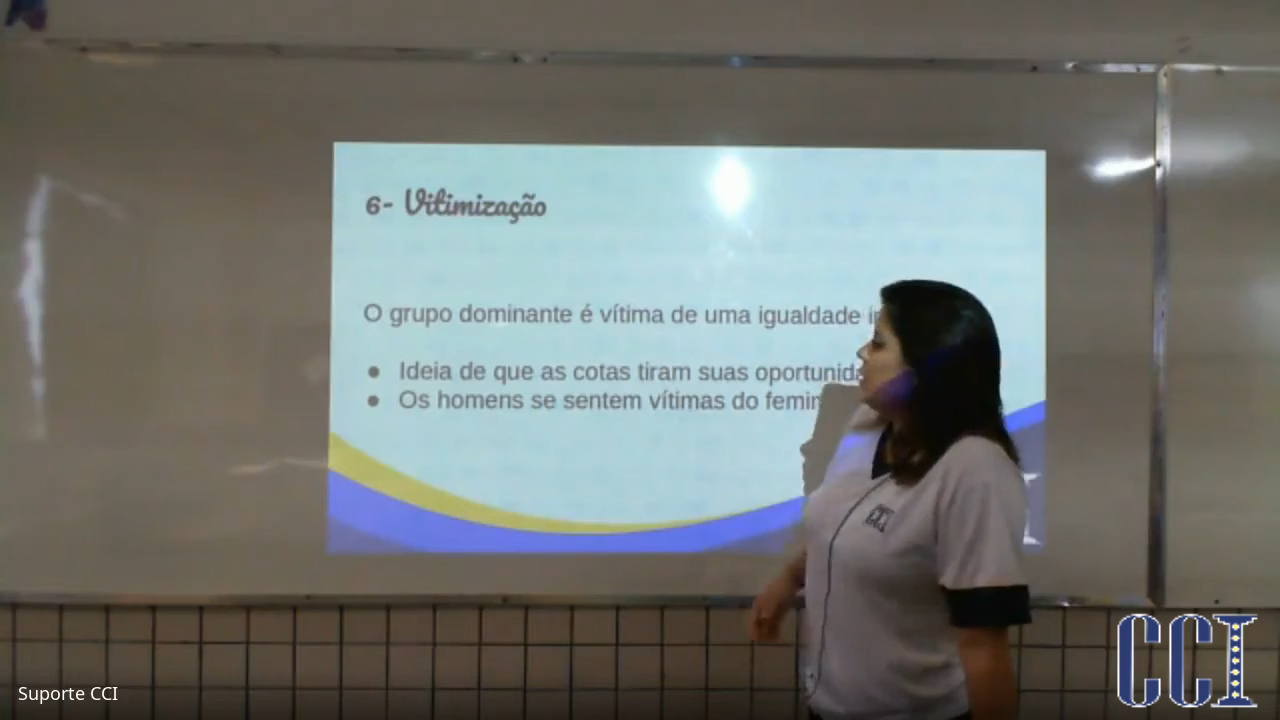 6- Vitimização
O grupo dominante é vítima de uma igualdade
Ideia de que as cotas tiram suas
Os homens se sentem vítimas do
CCI
Suporte CCI
CCI